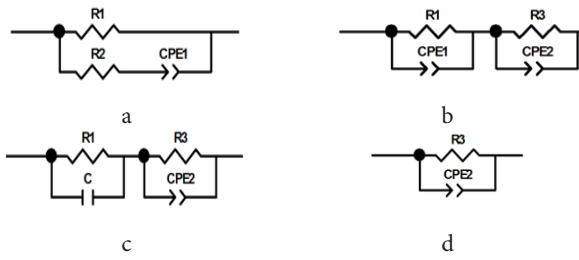 R1
R2 CPE1
a
R1 R3
CPE1 CPE2
b
R1 R3
C CPE2
c
R3
CPE2
d